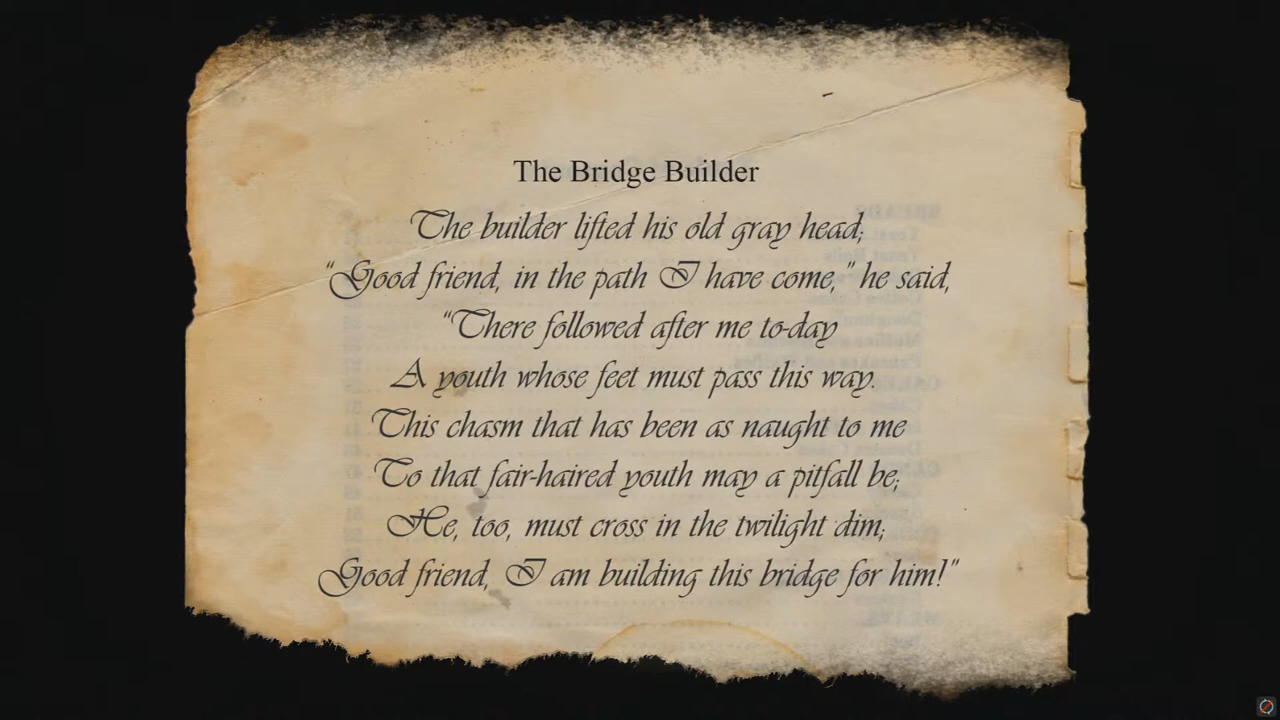 The Bridge Builder
The builder lifted his old gray head;
“Good friend, in the path I have come,” he said,
“There followed after me to-day
A youth whose feet must pass this way.
This chasm that has been as naught to me
To that fair-haired youth may a pitfall be;
He, too, must cross in the twilight dim;
Good friend, I am building this bridge for him!”